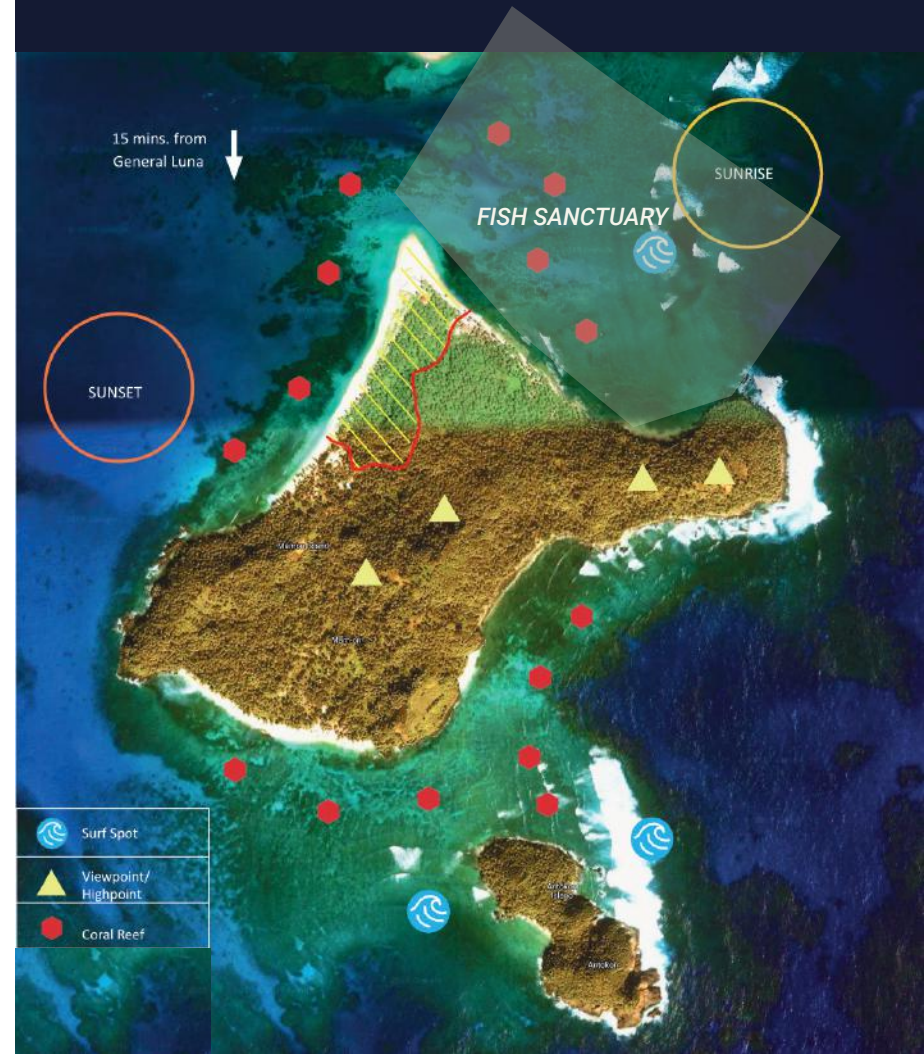 15 mins. from
General Luna
SUNRISE
FISH SANCTUARY
SUNSET
Surf Spot
Viewpoint/
Highpoint
Coral Reef